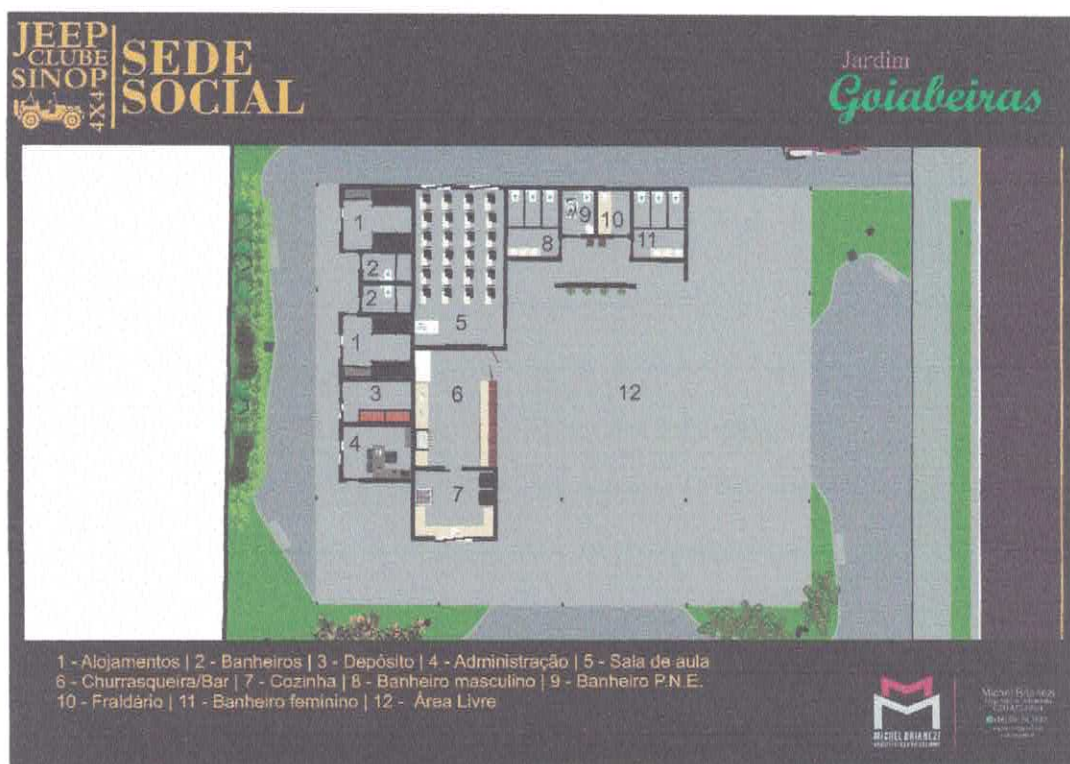 JEEP
CLUBE
SINOP
4X4
SEDE
SOCIAL
Jardim
Goiabeiras
1
2
2
1
3
4
5
6
7
8
9
10
11
12
1 - Alojamentos | 2 - Banheiros | 3 - Depósito | 4 - Administração | 5 - Sala de aula
6 - Churrasqueira/Bar | 7 - Cozinha | 8 - Banheiro masculino | 9 - Banheiro P.N.E.
10 - Fraldário | 11 - Banheiro feminino | 12 - Área Livre
MICHEL BRIANEZI
Michel Brianezi